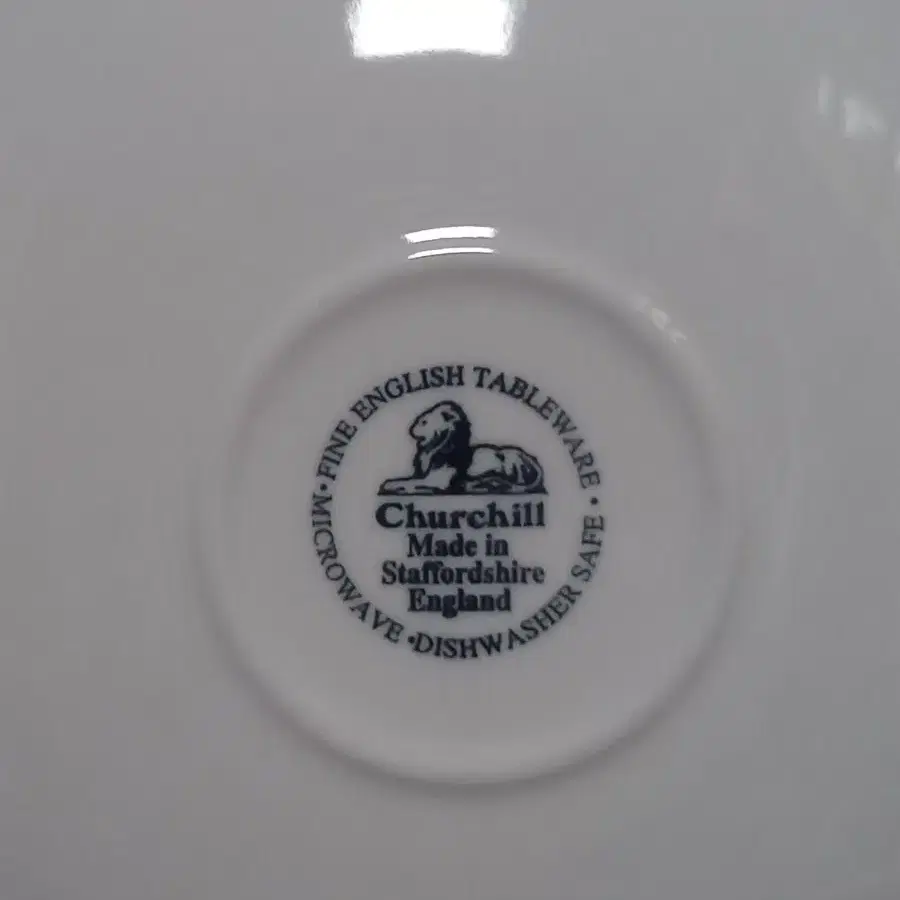 • FINE ENGLISH TABLEWARE •
Churchill
Made in
Staffordshire
England
MICROWAVE • DISHWASHER SAFE